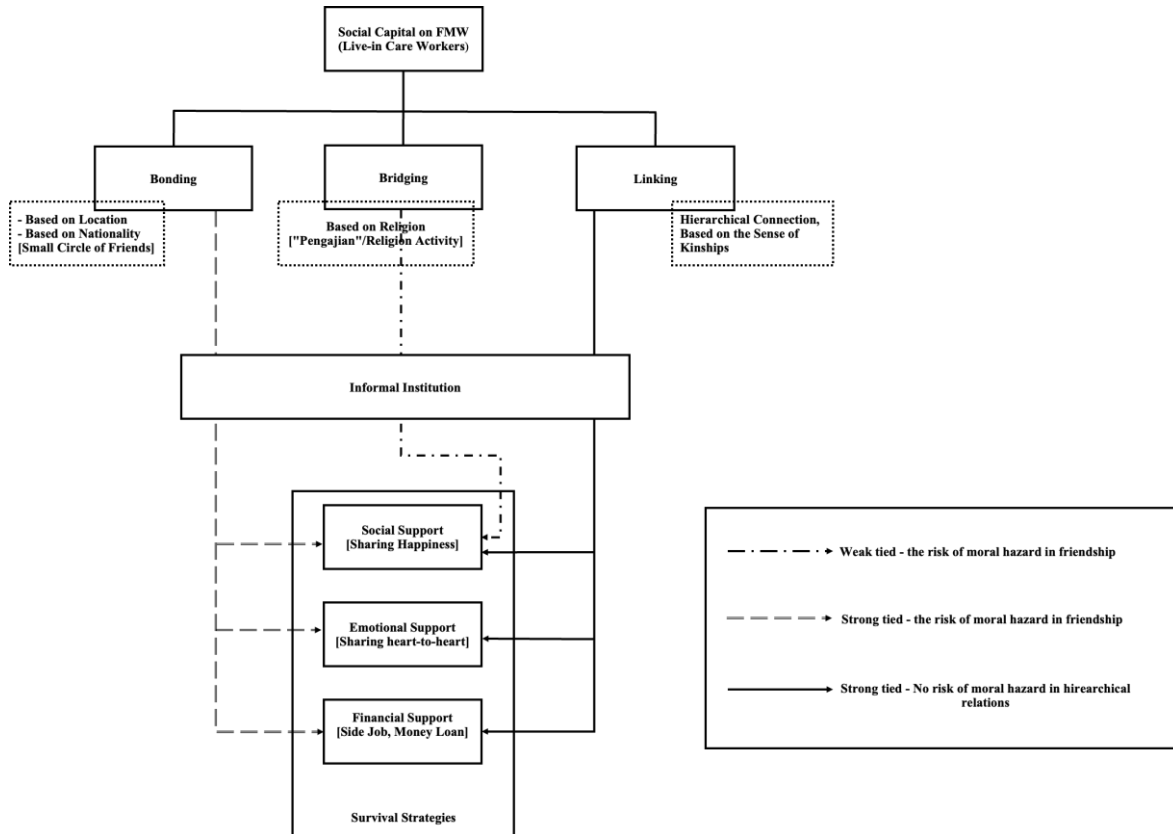 Social Capital on FMW
(Live-in Care Workers)
Bonding
Bridging
Linking
- Based on Location
- Based on Nationality
[Small Circle of Friends]
Based on Religion
["Pengajian"/Religion Activity]
Hierarchical Connection,
Based on the Sense of
Kinships
Informal Institution
Social Support
[Sharing Happiness]
Emotional Support
[Sharing heart-to-heart]
Financial Support
[Side Job, Money Loan]
Survival Strategies
Weak tied - the risk of moral hazard in friendship
Strong tied - the risk of moral hazard in friendship
Strong tied - No risk of moral hazard in hirearchical
relations